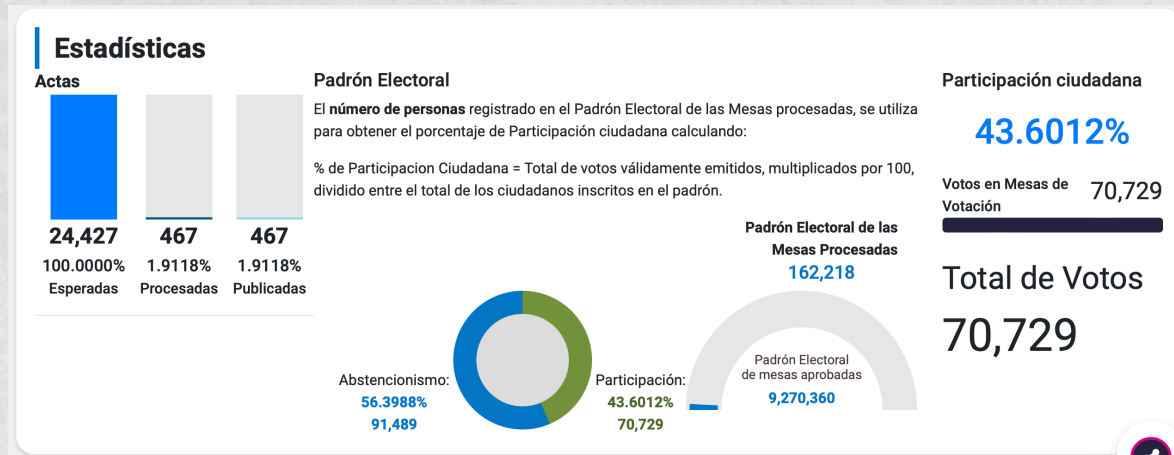 Estadísticas
Actas
24,427
100.0000%
Esperadas
467
1.9118%
Procesadas
467
1.9118%
Publicadas
Padrón Electoral
El número de personas registrado en el Padrón Electoral de las Mesas procesadas, se utiliza
para obtener el porcentaje de Participación ciudadana calculando:
% de Participacion Ciudadana = Total de votos válidamente emitidos, multiplicados por 100,
dividido entre el total de los ciudadanos inscritos en el padrón.
Abstencionismo:
56.3988%
91,489
Participación:
43.6012%
70,729
Padrón Electoral de las
Mesas Procesadas
162,218
Padrón Electoral
de mesas aprobadas
9,270,360
Participación ciudadana
43.6012%
Votos en Mesas de
Votación
70,729
Total de Votos
70,729